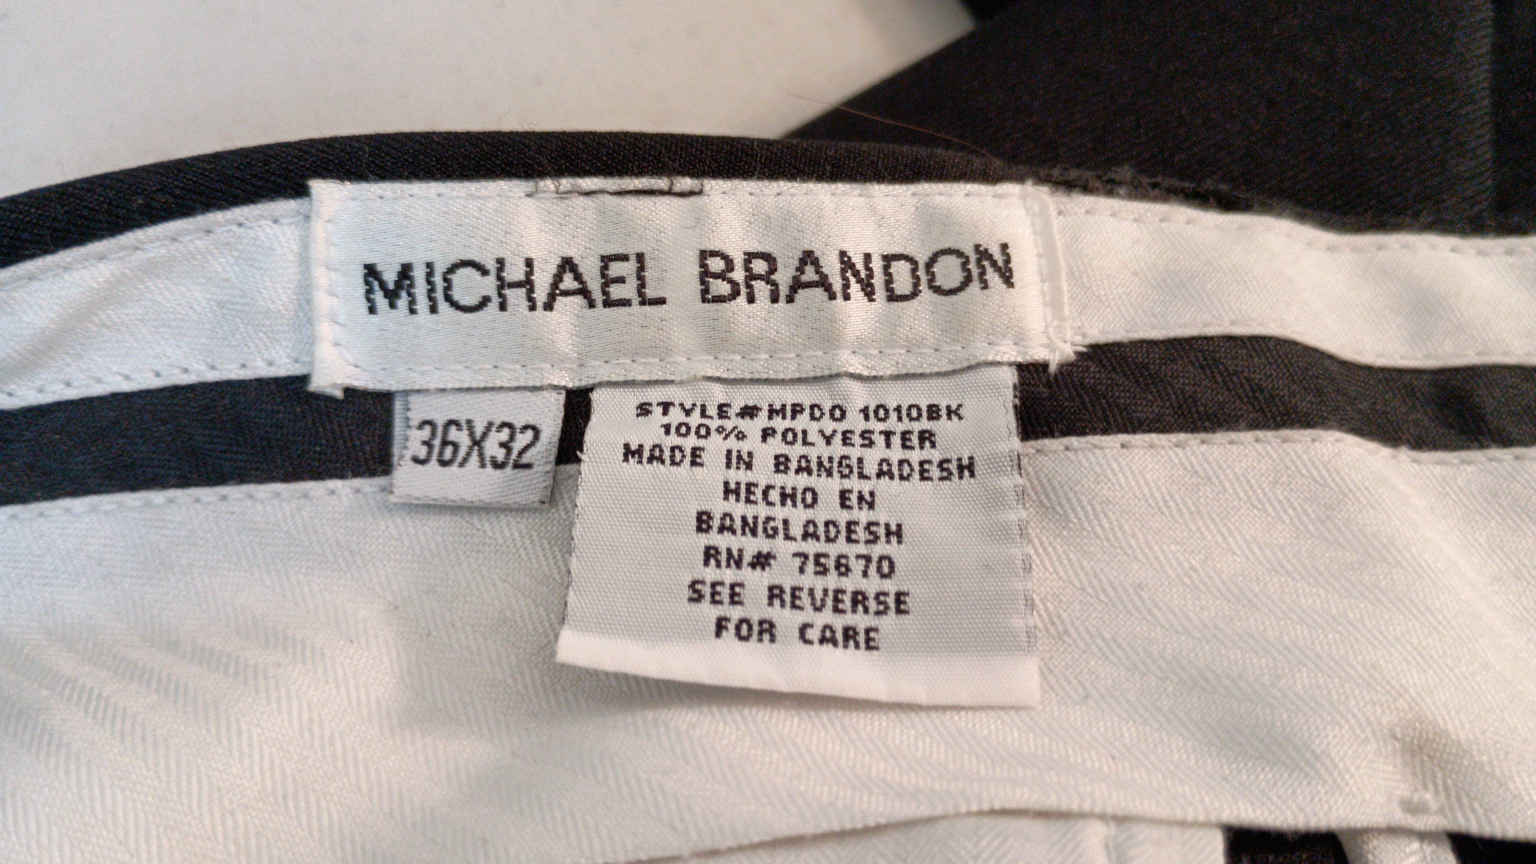 MICHAEL BRANDON
36X32
STYLE#MPDO 1010BK
100% POLYESTER
MADE IN BANGLADESH
HECHO EN
BANGLADESH
RN# 75670
SEE REVERSE
FOR CARE